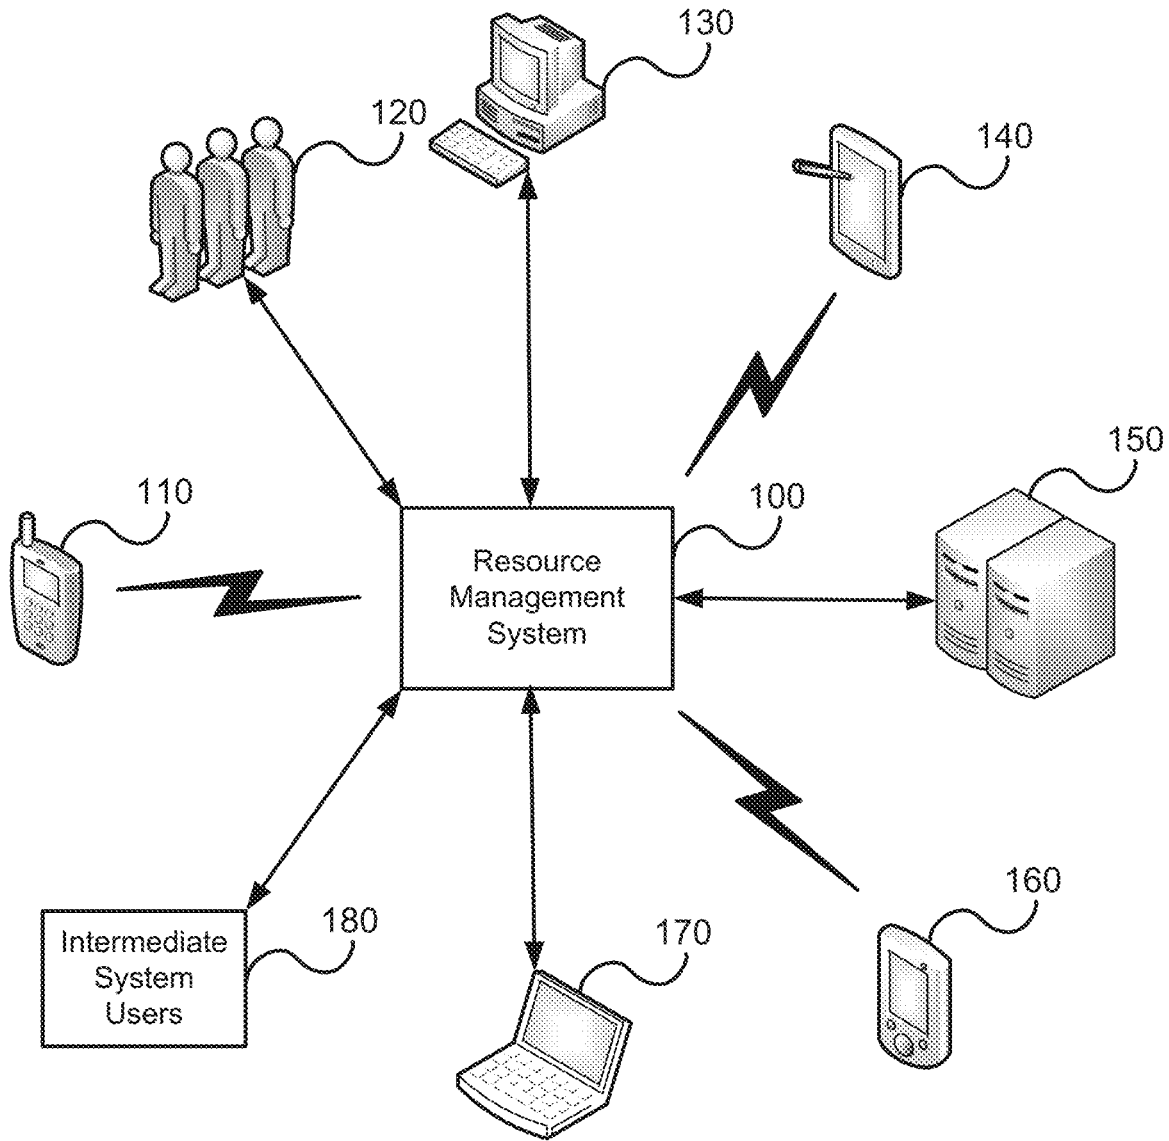 130
120
140
150
110
100
Resource
Management
System
160
180
170
Intermediate
System
Users